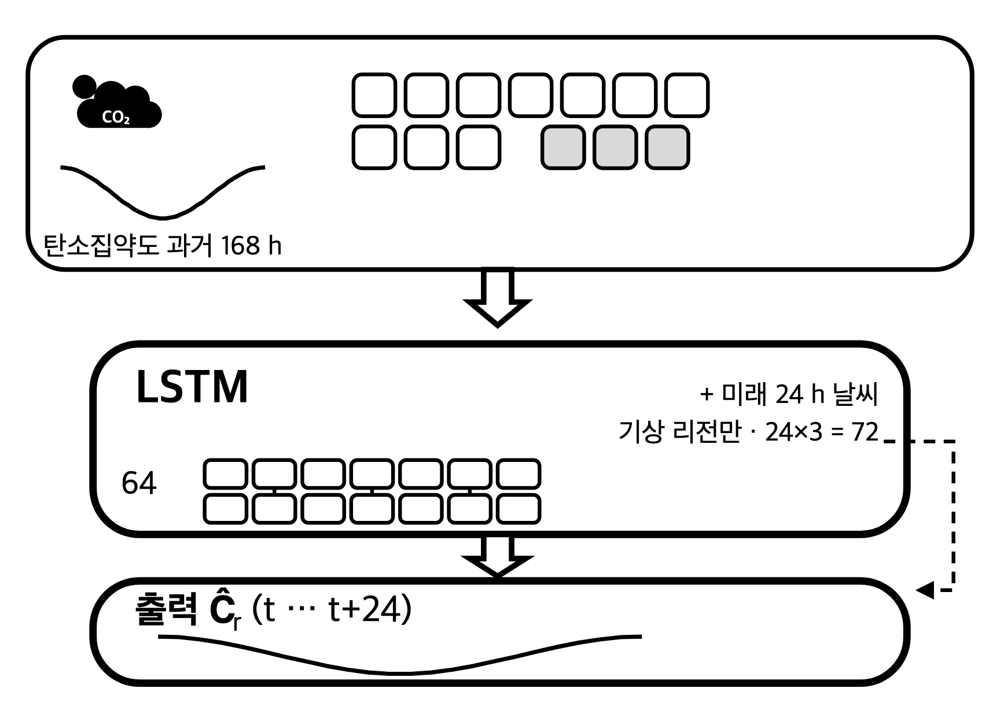 CO₂
탄소집약도 과거 168 h
LSTM
+ 미래 24 h 날씨
기상 리전만 · 24×3 = 72
64
출력 Ĉr (t ⋯ t+24)